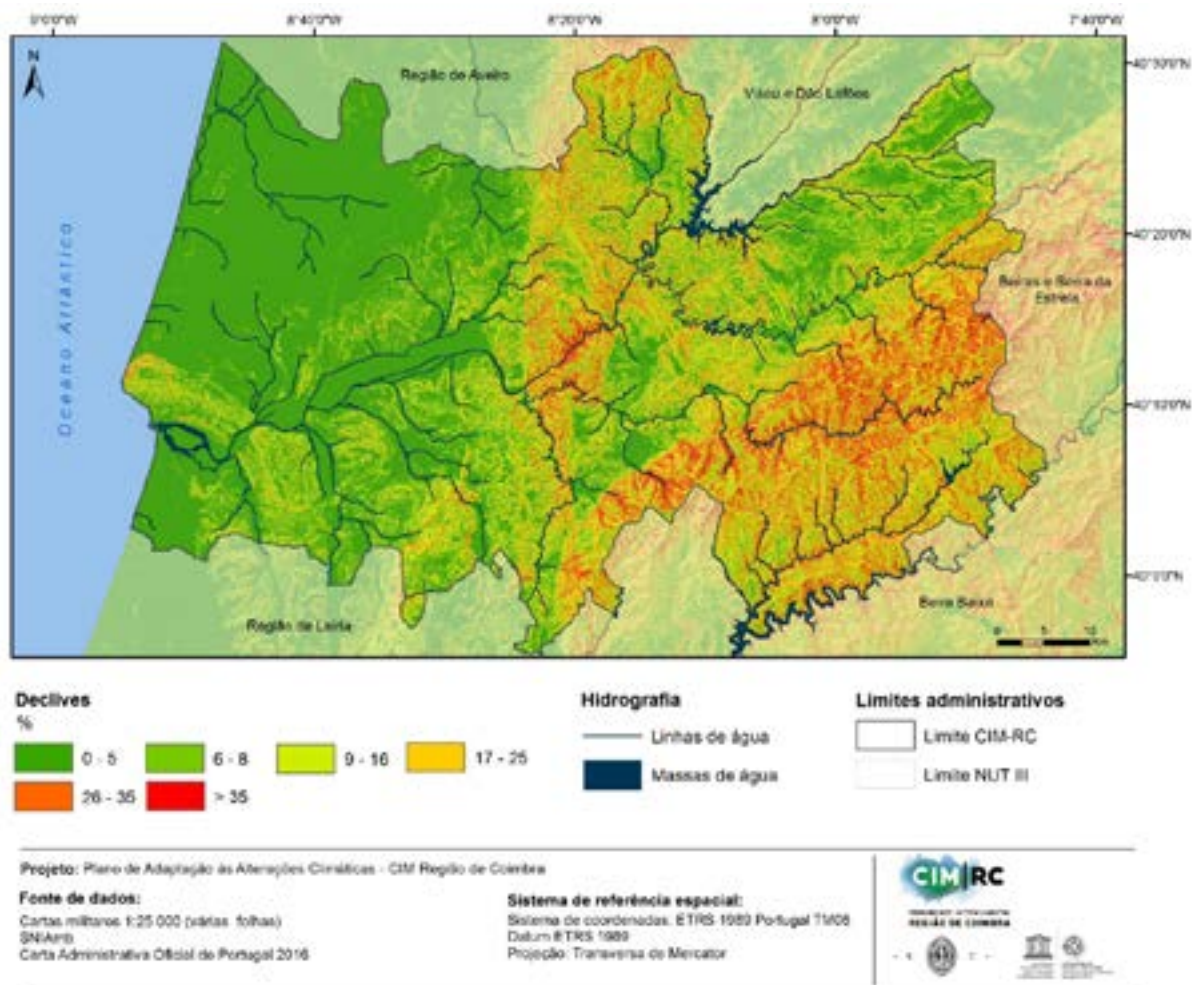 9°0'0"W 8°40'0"W 8°20'0"W 8°0'0"W 7°40'0"W
N
Região de Aveiro
Viseu e Dão Lafões
40°30'0"N
40°20'0"N
40°10'0"N
40°0'0"N
Oceano Atlântico
Beiras e Serra da
Estrela
Região de Leiria
Beira Baixa
0 5 10
Km
Declives
%
0 - 5
6 - 8
9 - 16
17 - 25
26 - 35
> 35
Hidrografia
Linhas de água
Massas de água
Limites administrativos
Limite CIM-RC
Limite NUT III
Projeto: Plano de Adaptação às Alterações Climáticas - CIM Região de Coimbra
Fonte de dados:
Cartas militares 1:25 000 (várias folhas)
SNIAmb
Carta Administrativa Oficial de Portugal 2016
Sistema de referência espacial:
Sistema de coordenadas: ETRS 1989 Portugal TM06
Datum ETRS 1989
Projeção: Transversa de Mercator
CIM|RC
REGIÃO DE COIMBRA